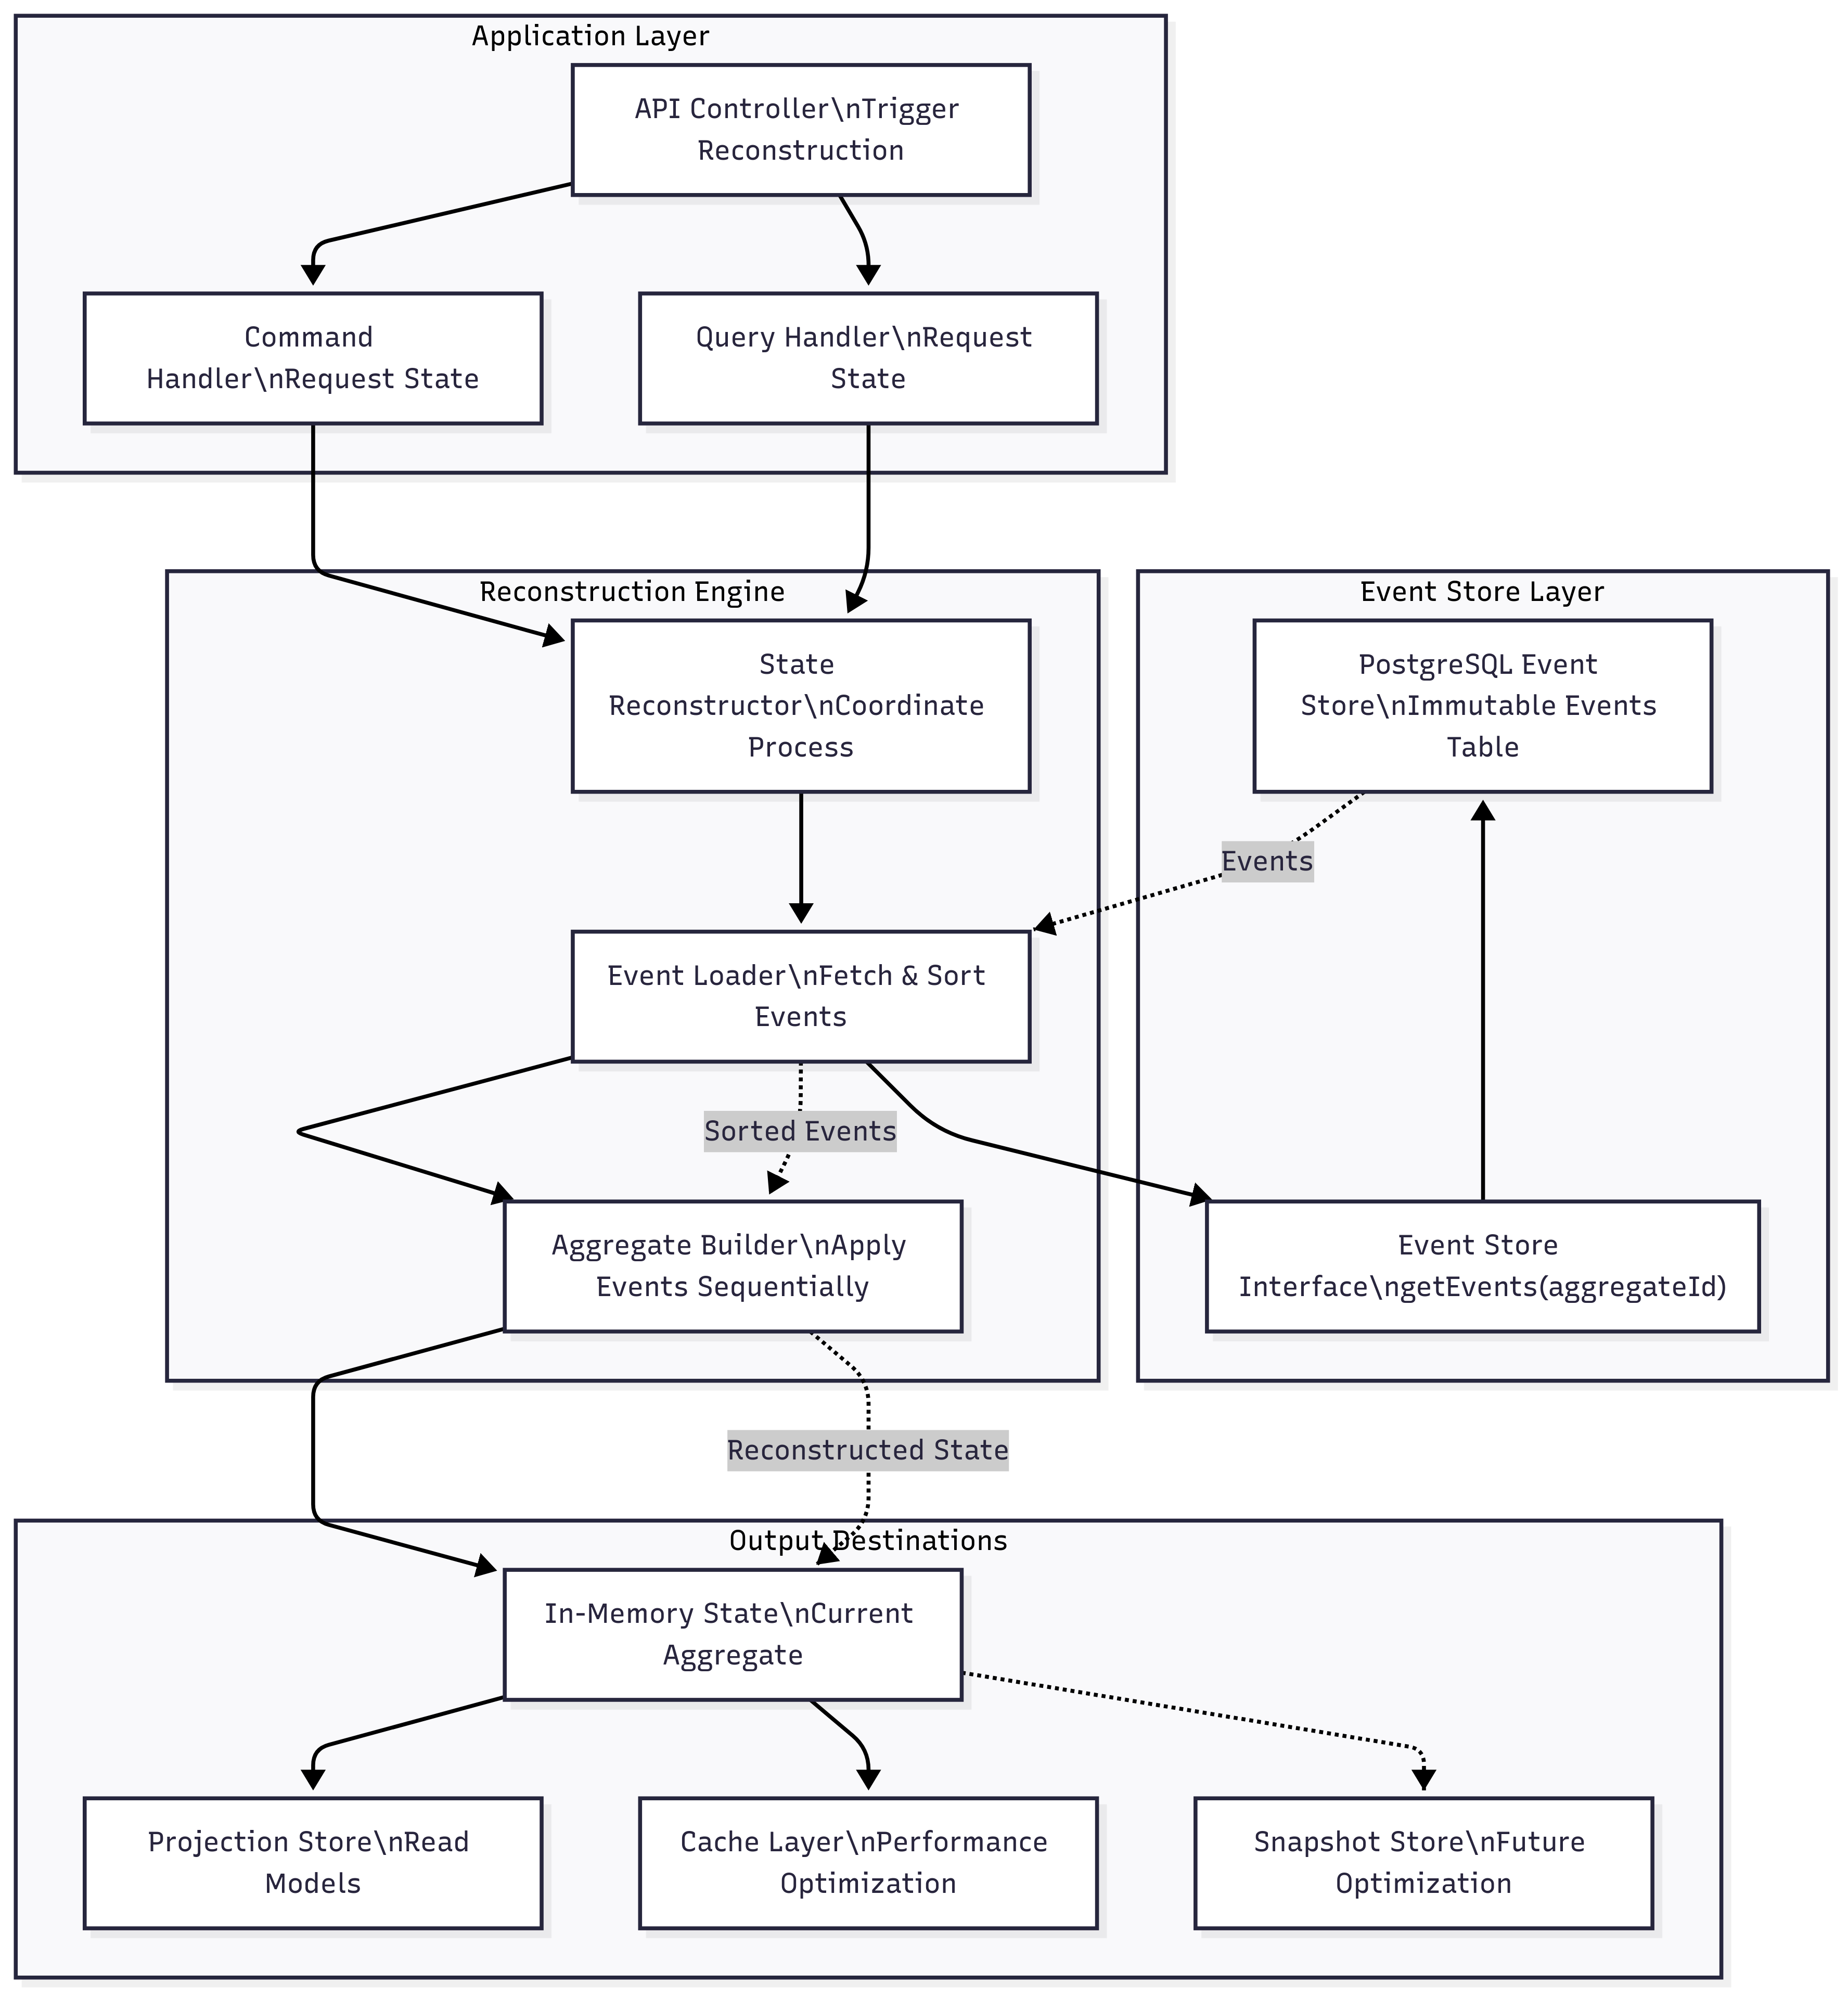 Application Layer
API Controller\nTrigger
Reconstruction
Command
Handler\nRequest State
Query Handler\nRequest
State
Reconstruction Engine
State
Reconstructor\nCoordinate
Process
Event Store Layer
PostgreSQL Event
Store\nImmutable Events
Table
Events
Event Loader\nFetch & Sort
Events
Sorted Events
Aggregate Builder\nApply
Events Sequentially
Event Store
Interface\ngetEvents(aggregateId)
Reconstructed State
Output Destinations
In-Memory State\nCurrent
Aggregate
Projection Store\nRead
Models
Cache Layer\nPerformance
Optimization
Snapshot Store\nFuture
Optimization